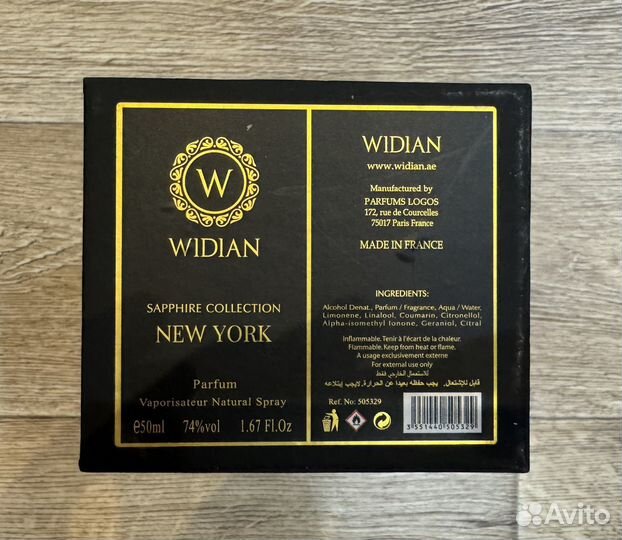 W
WIDIAN
SAPPHIRE COLLECTION
NEW YORK
Parfum
Vaporisateur Natural Spray
℮50ml 74%vol 1.67 Fl.Oz
WIDIAN
www.widian.ae
Manufactured by
PARFUMS LOGOS
172, rue de Courcelles
75017 Paris France
MADE IN FRANCE
INGREDIENTS:
Alcohol Denat., Parfum / Fragrance, Aqua / Water,
Limonene, Linalool, Coumarin, Citronellol,
Alpha-isomethyl Ionone, Geraniol, Citral
Inflammable. Tenir à l'écart de la chaleur.
Flammable. Keep from heat or flame.
A usage exclusivement externe
For external use only
للاستعمال الخارجي فقط
قابل للإشتعال. يجب حفظه بعيدا عن الحرارة. لايجب إبتلاعه
Ref. No: 505329
3 551440 505329
Avito